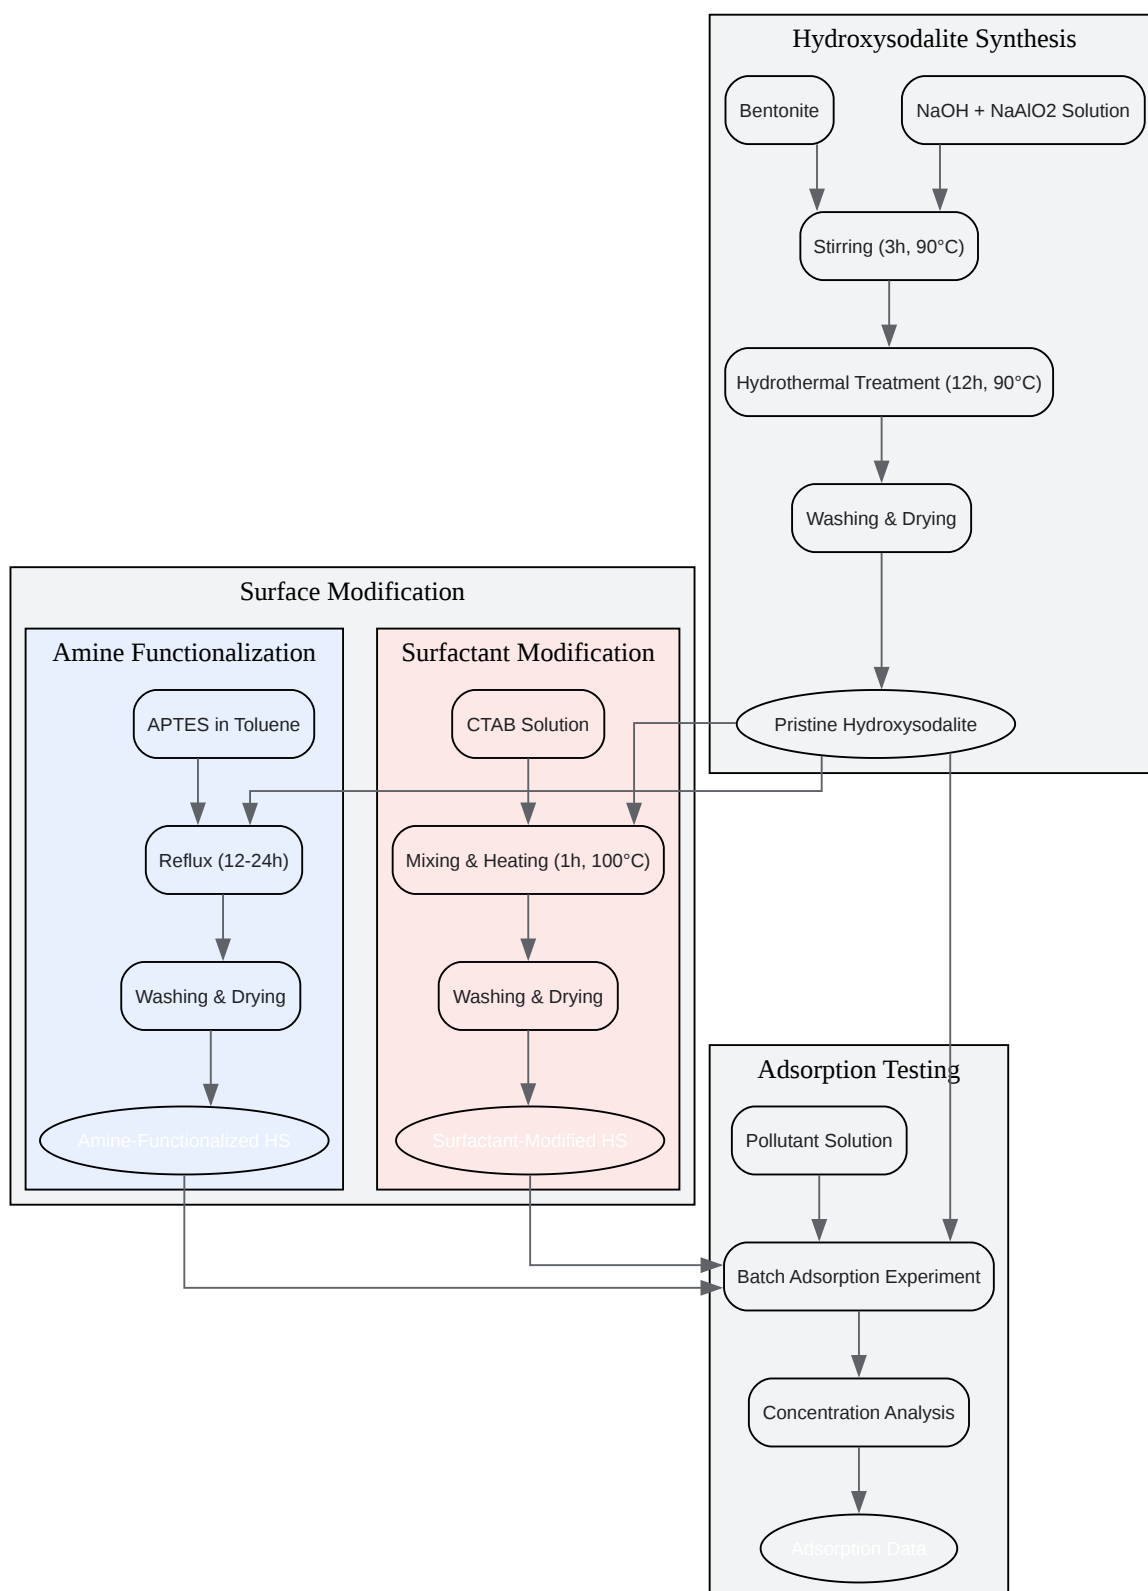 Hydroxysodalite Synthesis
Bentonite
NaOH + NaAlO2 Solution
Stirring (3h, 90°C)
Hydrothermal Treatment (12h, 90°C)
Washing & Drying
Pristine Hydroxysodalite
Surface Modification
Amine Functionalization
APTES in Toluene
Reflux (12-24h)
Washing & Drying
Amine-Functionalized HS
Surfactant Modification
CTAB Solution
Mixing & Heating (1h, 100°C)
Washing & Drying
Surfactant-Modified HS
Adsorption Testing
Pollutant Solution
Batch Adsorption Experiment
Concentration Analysis
Adsorption Data